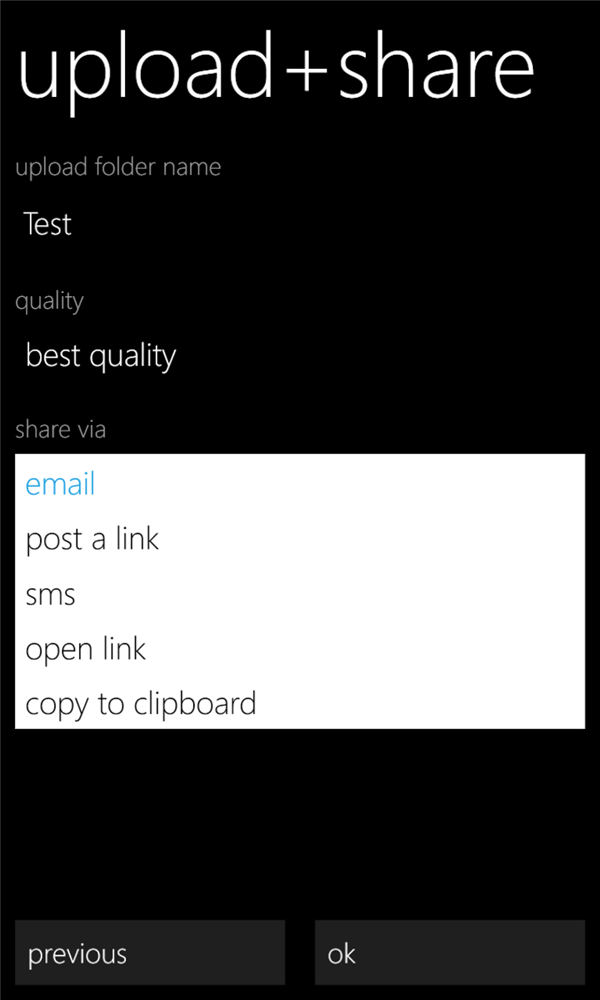 upload+share
upload folder name
Test
quality
best quality
share via
email
post a link
sms
open link
copy to clipboard
previous
ok